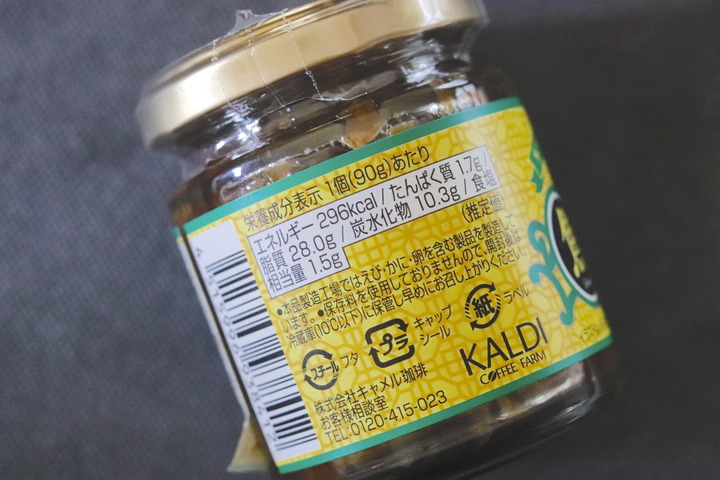 栄養成分表示 1個(90g)あたり
エネルギー 296kcal / たんぱく質 1.7g /
脂質 28.0g / 炭水化物 10.3g / 食塩
相当量 1.5g
(推定値)
•本品製造工場ではえび・かに・卵を含む製品を製造して
います。•保存料を使用しておりませんので、開封後は
冷蔵庫(10℃以下)に保管し早めにお召し上がりください。
スチール フタ
プラ キャップ
シール
紙 ラベル
KALDI
COFFEE FARM
株式会社キャメル珈琲
お客様相談室
TEL:0120-415-023